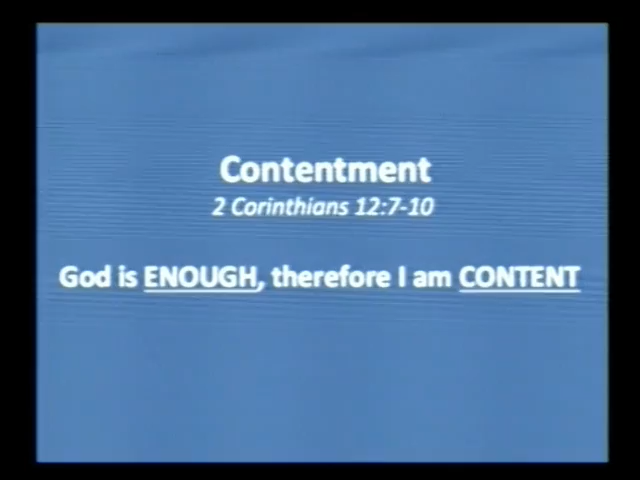 Contentment
2 Corinthians 12:7-10
God is ENOUGH, therefore I am CONTENT